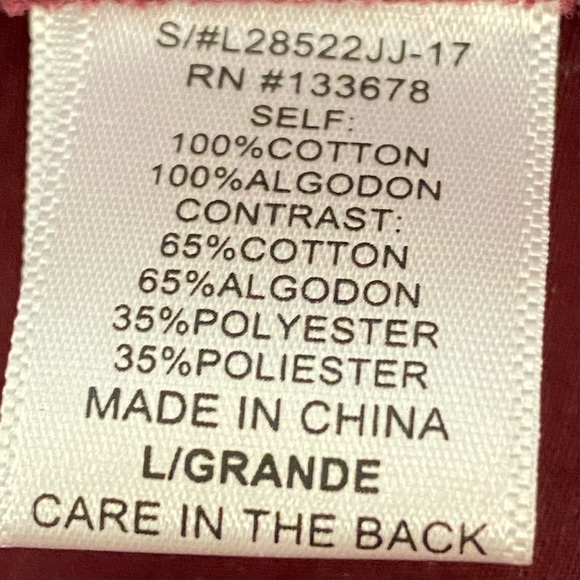 S/#L28522JJ-17
RN #133678
SELF:
100%COTTON
100%ALGODON
CONTRAST:
65%COTTON
65%ALGODON
35%POLYESTER
35%POLIESTER
MADE IN CHINA
L/GRANDE
CARE IN THE BACK